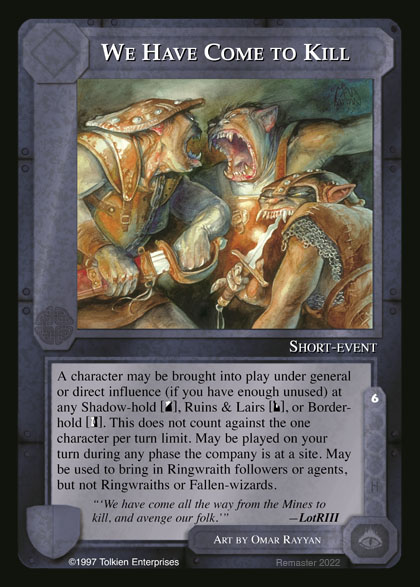 We Have Come to Kill
Short-event
A character may be brought into play under general
or direct influence (if you have enough unused) at
any Shadow-hold [], Ruins & Lairs [], or Border-
hold []. This does not count against the one
character per turn limit. May be played on your
turn during any phase the company is at a site. May
be used to bring in Ringwraith followers or agents,
but not Ringwraiths or Fallen-wizards.
6
“‘We have come all the way from the Mines to
kill, and avenge our folk.’” —LotRIII
H
Art by Omar Rayyan
©1997 Tolkien Enterprises
Remaster 2022